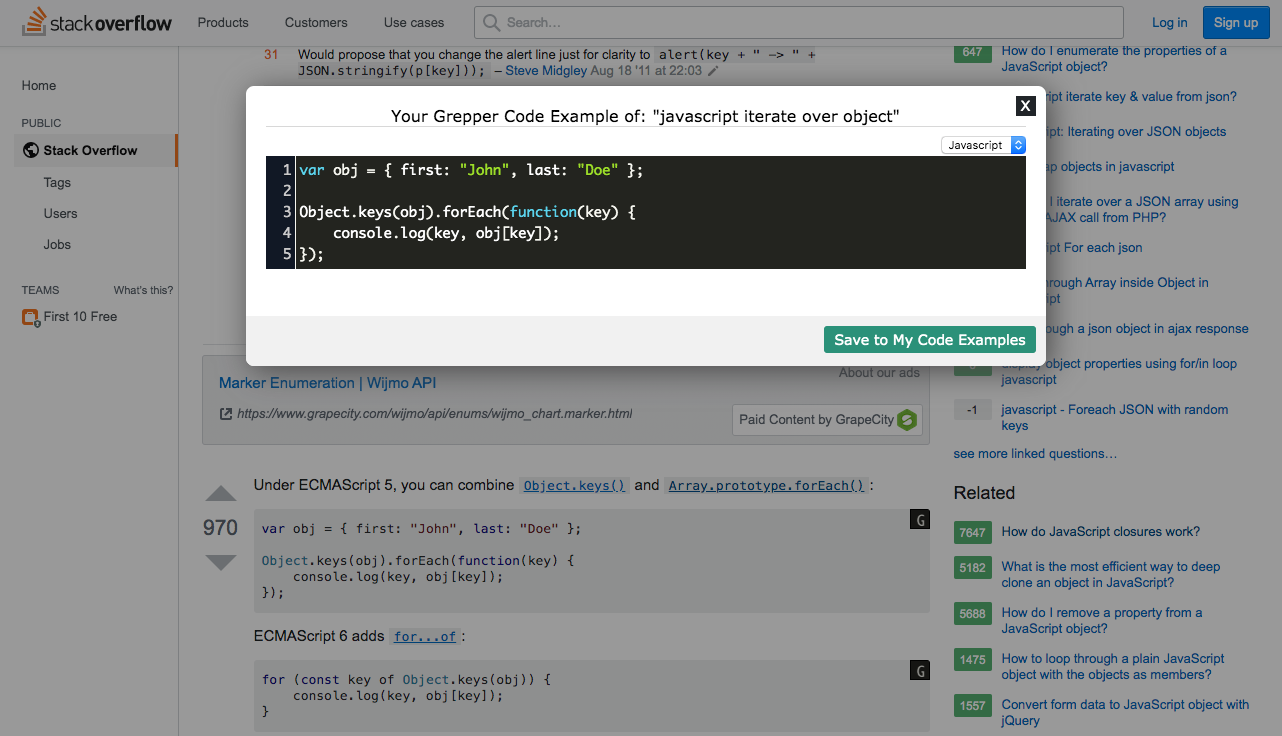 stackoverflow
Products
Customers
Use cases
Search...
Log in
Sign up
Home
PUBLIC
Stack Overflow
Tags
Users
Jobs
TEAMS
What's this?
First 10 Free
31
Would propose that you change the alert line just for clarity to alert(key + " -> " +
JSON.stringify(p[key])); – Steve Midgley Aug 18 '11 at 22:03
X
Your Grepper Code Example of: "javascript iterate over object"
Javascript
1 var obj = { first: "John", last: "Doe" };
2
3 Object.keys(obj).forEach(function(key) {
4 console.log(key, obj[key]);
5 });
Save to My Code Examples
About our ads
Marker Enumeration | Wijmo API
https://www.grapecity.com/wijmo/api/enums/wijmo_chart.marker.html
Paid Content by GrapeCity
970
Under ECMAScript 5, you can combine Object.keys() and Array.prototype.forEach() :
G
var obj = { first: "John", last: "Doe" };
Object.keys(obj).forEach(function(key) {
console.log(key, obj[key]);
});
ECMAScript 6 adds for...of :
G
for (const key of Object.keys(obj)) {
console.log(key, obj[key]);
}
647
How do I enumerate the properties of a
JavaScript object?
ipt iterate key & value from json?
ipt: Iterating over JSON objects
ap objects in javascript
I iterate over a JSON array using
AJAX call from PHP?
ipt For each json
rough Array inside Object in
ipt
ough a json object in ajax response
display object properties using for/in loop
javascript
-1
javascript - Foreach JSON with random
keys
see more linked questions…
Related
7647
How do JavaScript closures work?
5182
What is the most efficient way to deep
clone an object in JavaScript?
5688
How do I remove a property from a
JavaScript object?
1475
How to loop through a plain JavaScript
object with the objects as members?
1557
Convert form data to JavaScript object with
jQuery